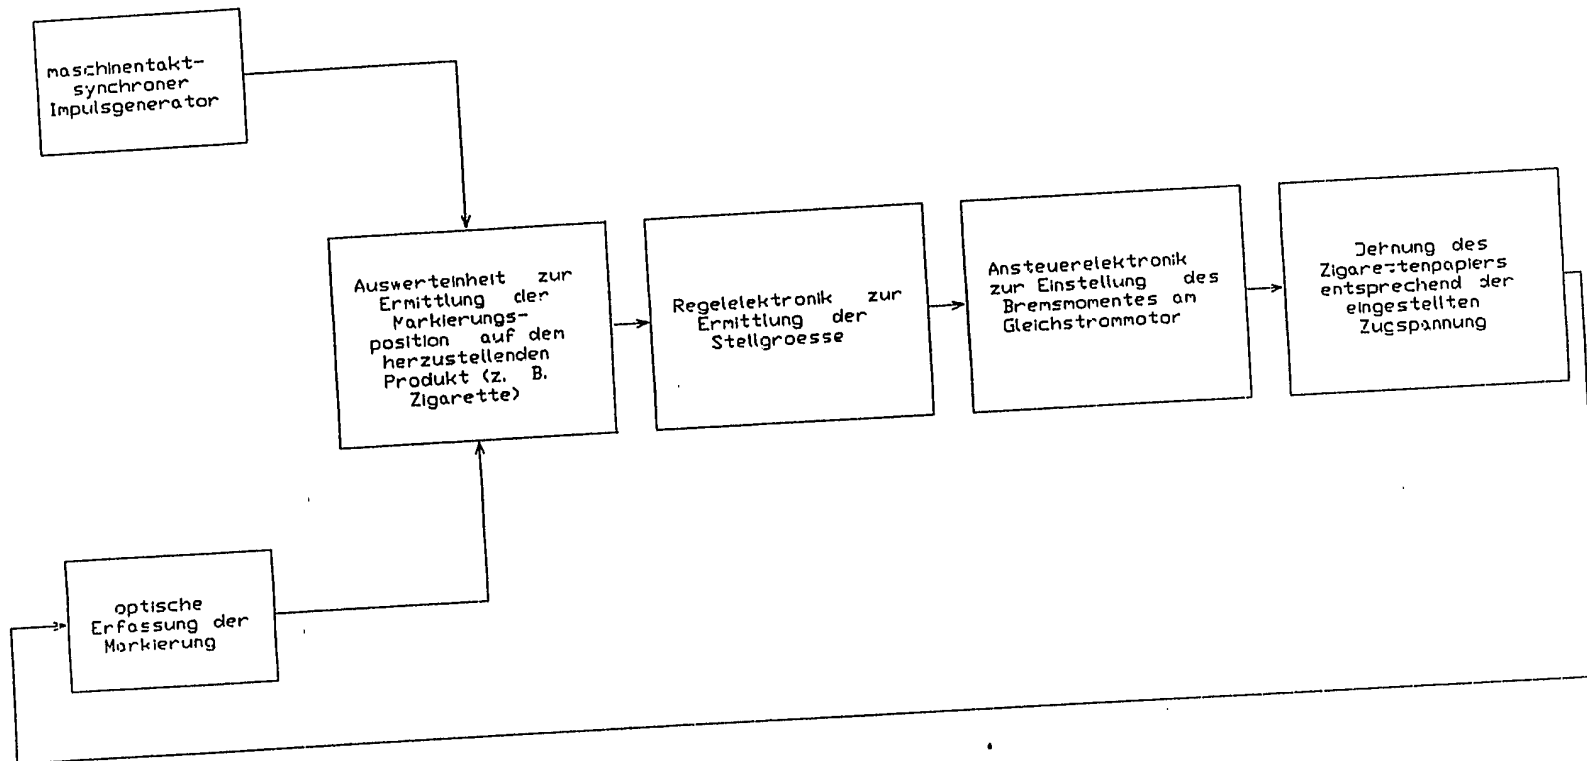 maschinentakt-
synchroner
Impulsgenerator
Auswerteinheit zur
Ermittlung der
Markierungs-
position auf dem
herzustellenden
Produkt (z. B.
Zigarette)
Regelelektronik zur
Ermittlung der
Stellgroesse
Ansteuerelektronik
zur Einstellung des
Bremsmomentes am
Gleichstrommotor
Dehnung des
Zigarettenpapiers
entsprechend der
eingestellten
Zugspannung
optische
Erfassung der
Markierung